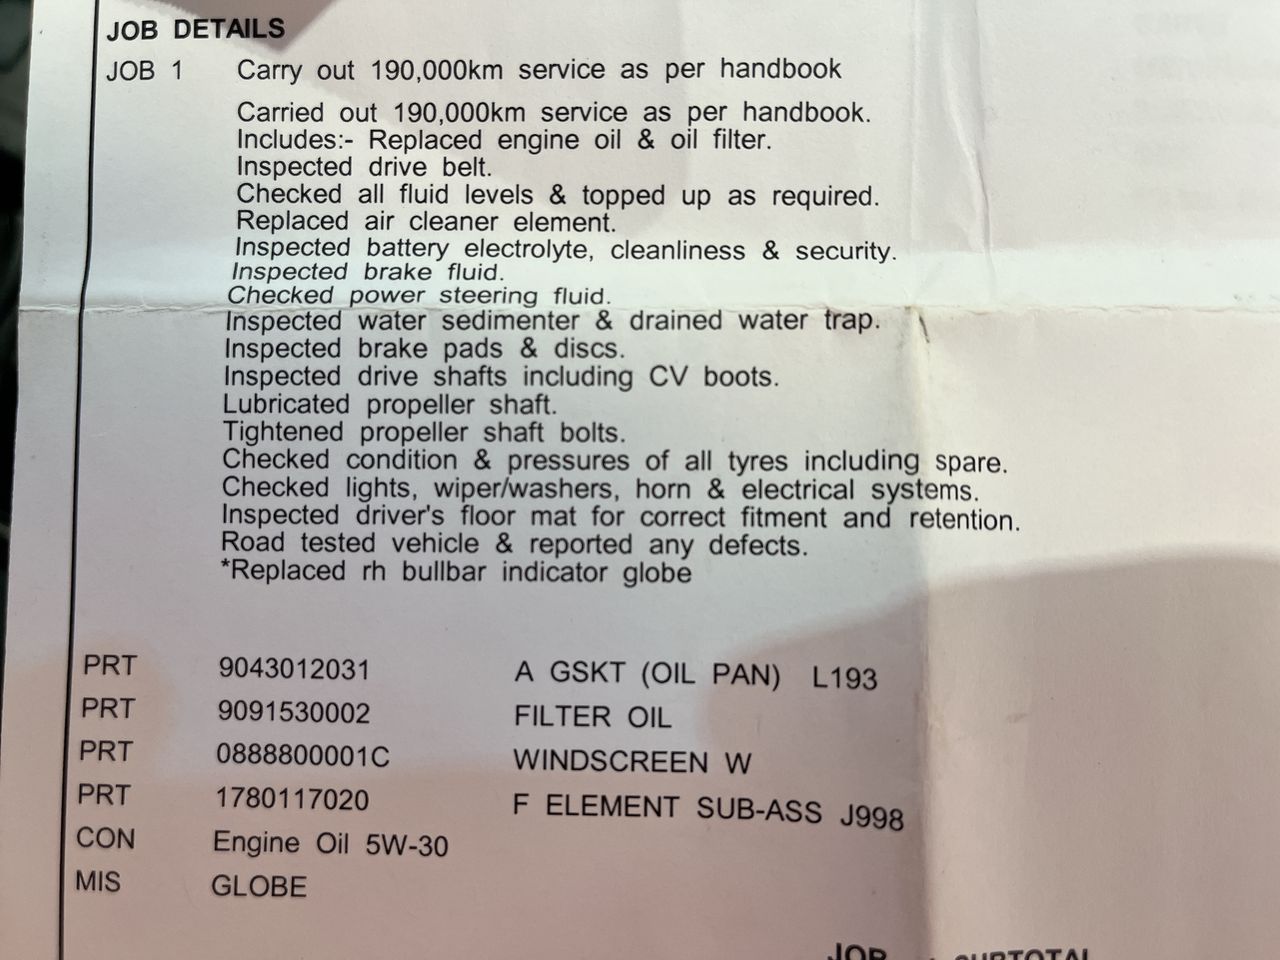 JOB DETAILS
JOB 1 Carry out 190,000km service as per handbook
Carried out 190,000km service as per handbook.
Includes:- Replaced engine oil & oil filter.
Inspected drive belt.
Checked all fluid levels & topped up as required.
Replaced air cleaner element.
Inspected battery electrolyte, cleanliness & security.
Inspected brake fluid.
Checked power steering fluid.
Inspected water sedimenter & drained water trap.
Inspected brake pads & discs.
Inspected drive shafts including CV boots.
Lubricated propeller shaft.
Tightened propeller shaft bolts.
Checked condition & pressures of all tyres including spare.
Checked lights, wiper/washers, horn & electrical systems.
Inspected driver's floor mat for correct fitment and retention.
Road tested vehicle & reported any defects.
*Replaced rh bullbar indicator globe
PRT 9043012031 A GSKT (OIL PAN) L193
PRT 9091530002 FILTER OIL
PRT 0888800001C WINDSCREEN W
PRT 1780117020 F ELEMENT SUB-ASS J998
CON Engine Oil 5W-30
MIS GLOBE
JOB SUBTOTAL